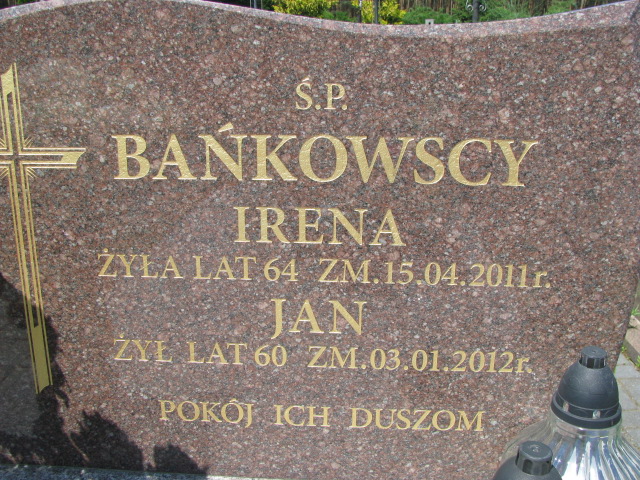 Ś.P.
BAŃKOWSCY
IRENA
ŻYŁA LAT 64 ZM.15.04.2011r.
JAN
ŻYŁ LAT 60 ZM.03.01.2012r.
POKÓJ ICH DUSZOM